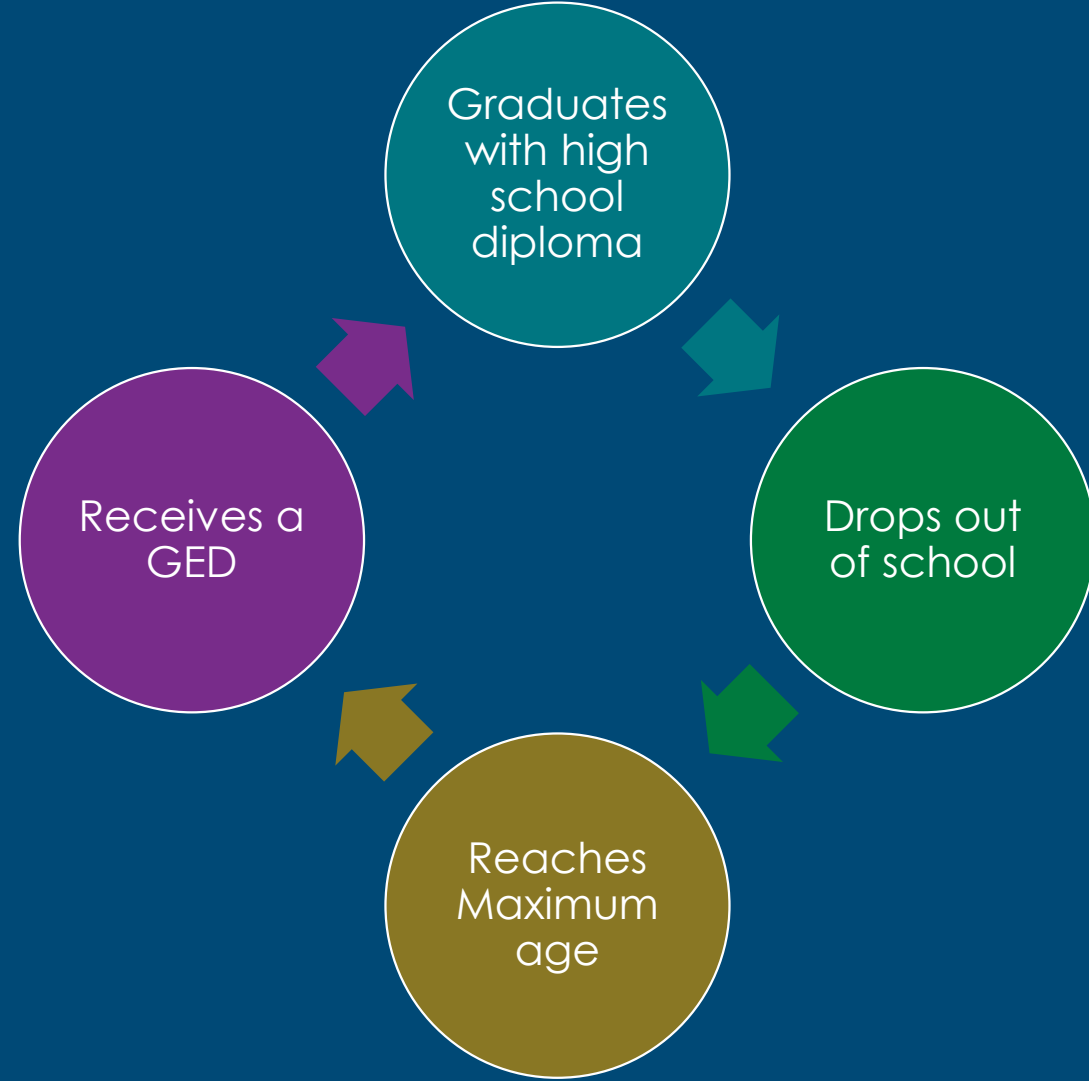 Graduates
with high
school
diploma
Drops out
of school
Reaches
Maximum
age
Receives a
GED